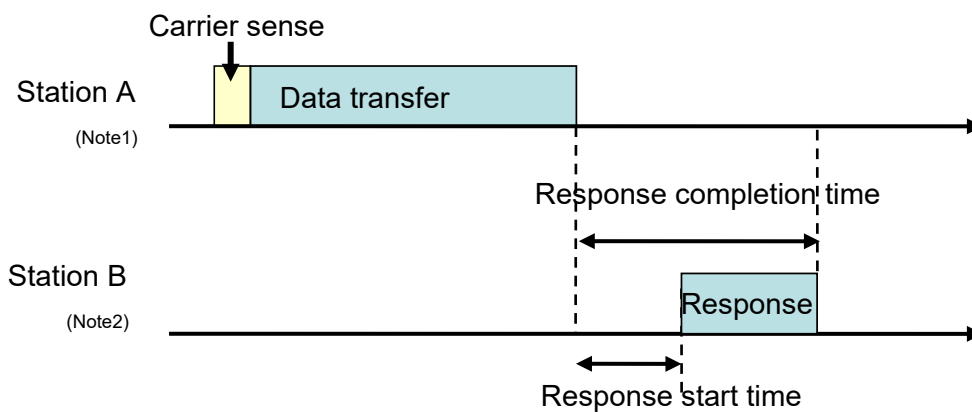 Carrier sense
Station A
Data transfer
(Note1)
Response completion time
Station B
Response
(Note2)
Response start time